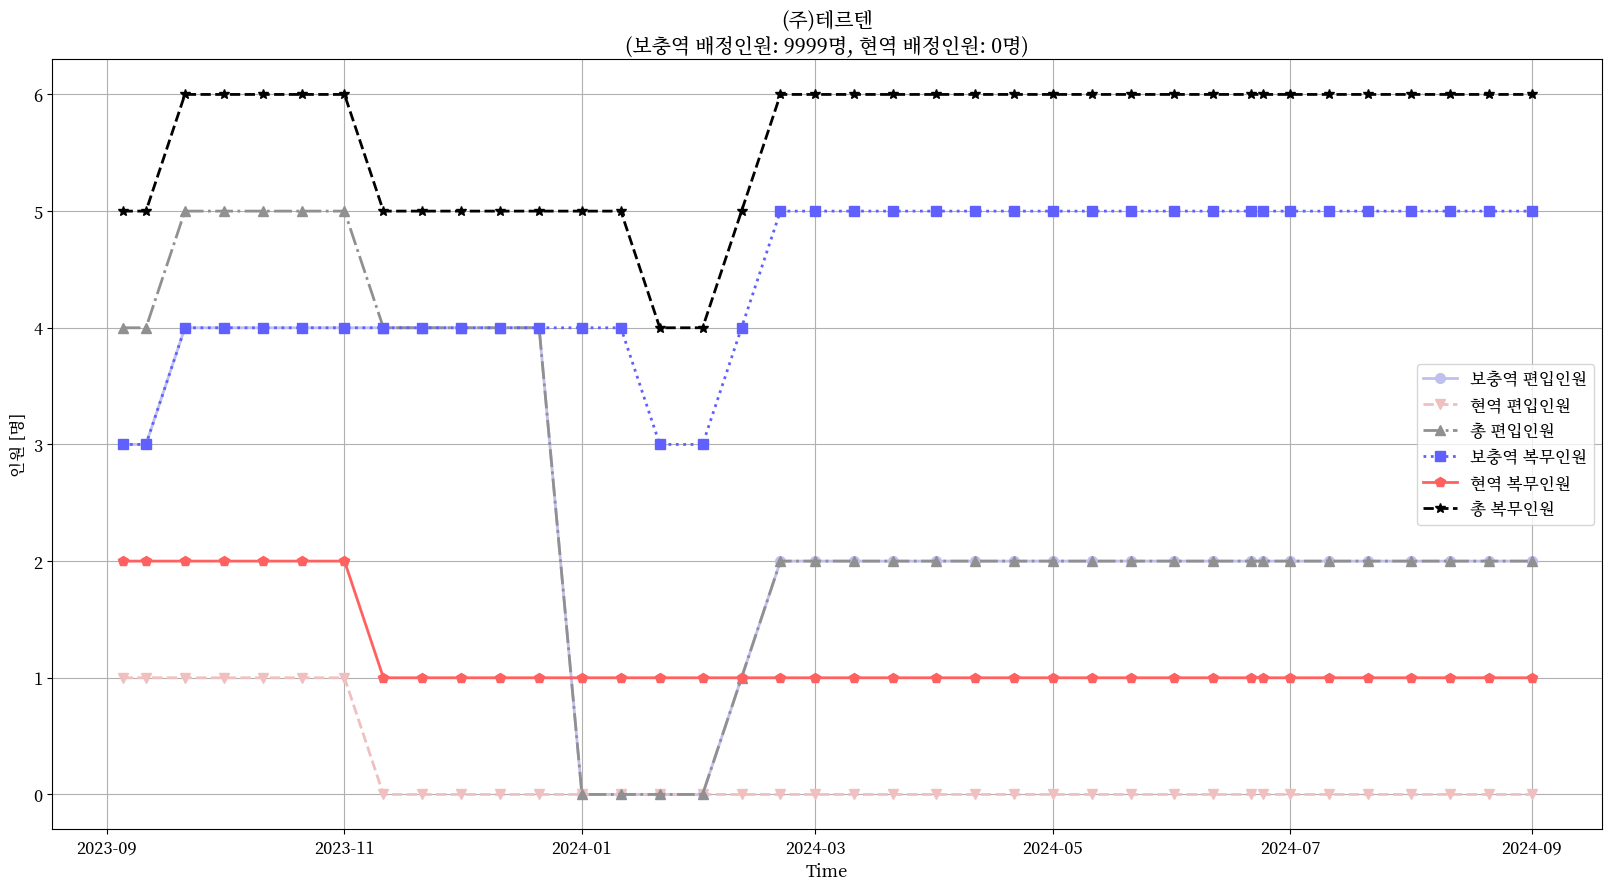 (주)테르텐
(보충역 배정인원: 9999명, 현역 배정인원: 0명)
인원 [명]
6
5
4
3
2
1
0
보충역 편입인원
현역 편입인원
총 편입인원
보충역 복무인원
현역 복무인원
총 복무인원
2023-09 2023-11 2024-01 2024-03 2024-05 2024-07 2024-09
Time